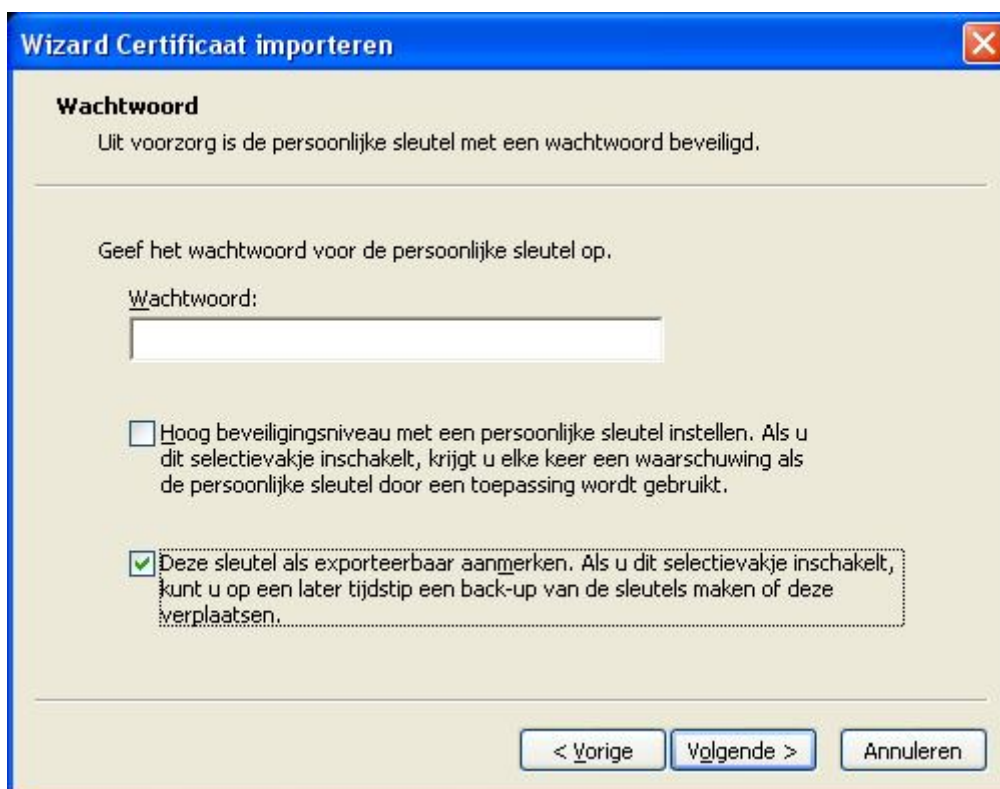 Wizard Certificaat importeren
Wachtwoord
Uit voorzorg is de persoonlijke sleutel met een wachtwoord beveiligd.
Geef het wachtwoord voor de persoonlijke sleutel op.
Wachtwoord:
Hoog beveiligingsniveau met een persoonlijke sleutel instellen. Als u
dit selectievakje inschakelt, krijgt u elke keer een waarschuwing als
de persoonlijke sleutel door een toepassing wordt gebruikt.
Deze sleutel als exporteerbaar aanmerken. Als u dit selectievakje inschakelt,
kunt u op een later tijdstip een back-up van de sleutels maken of deze
verplaatsen.
< Vorige Volgende > Annuleren